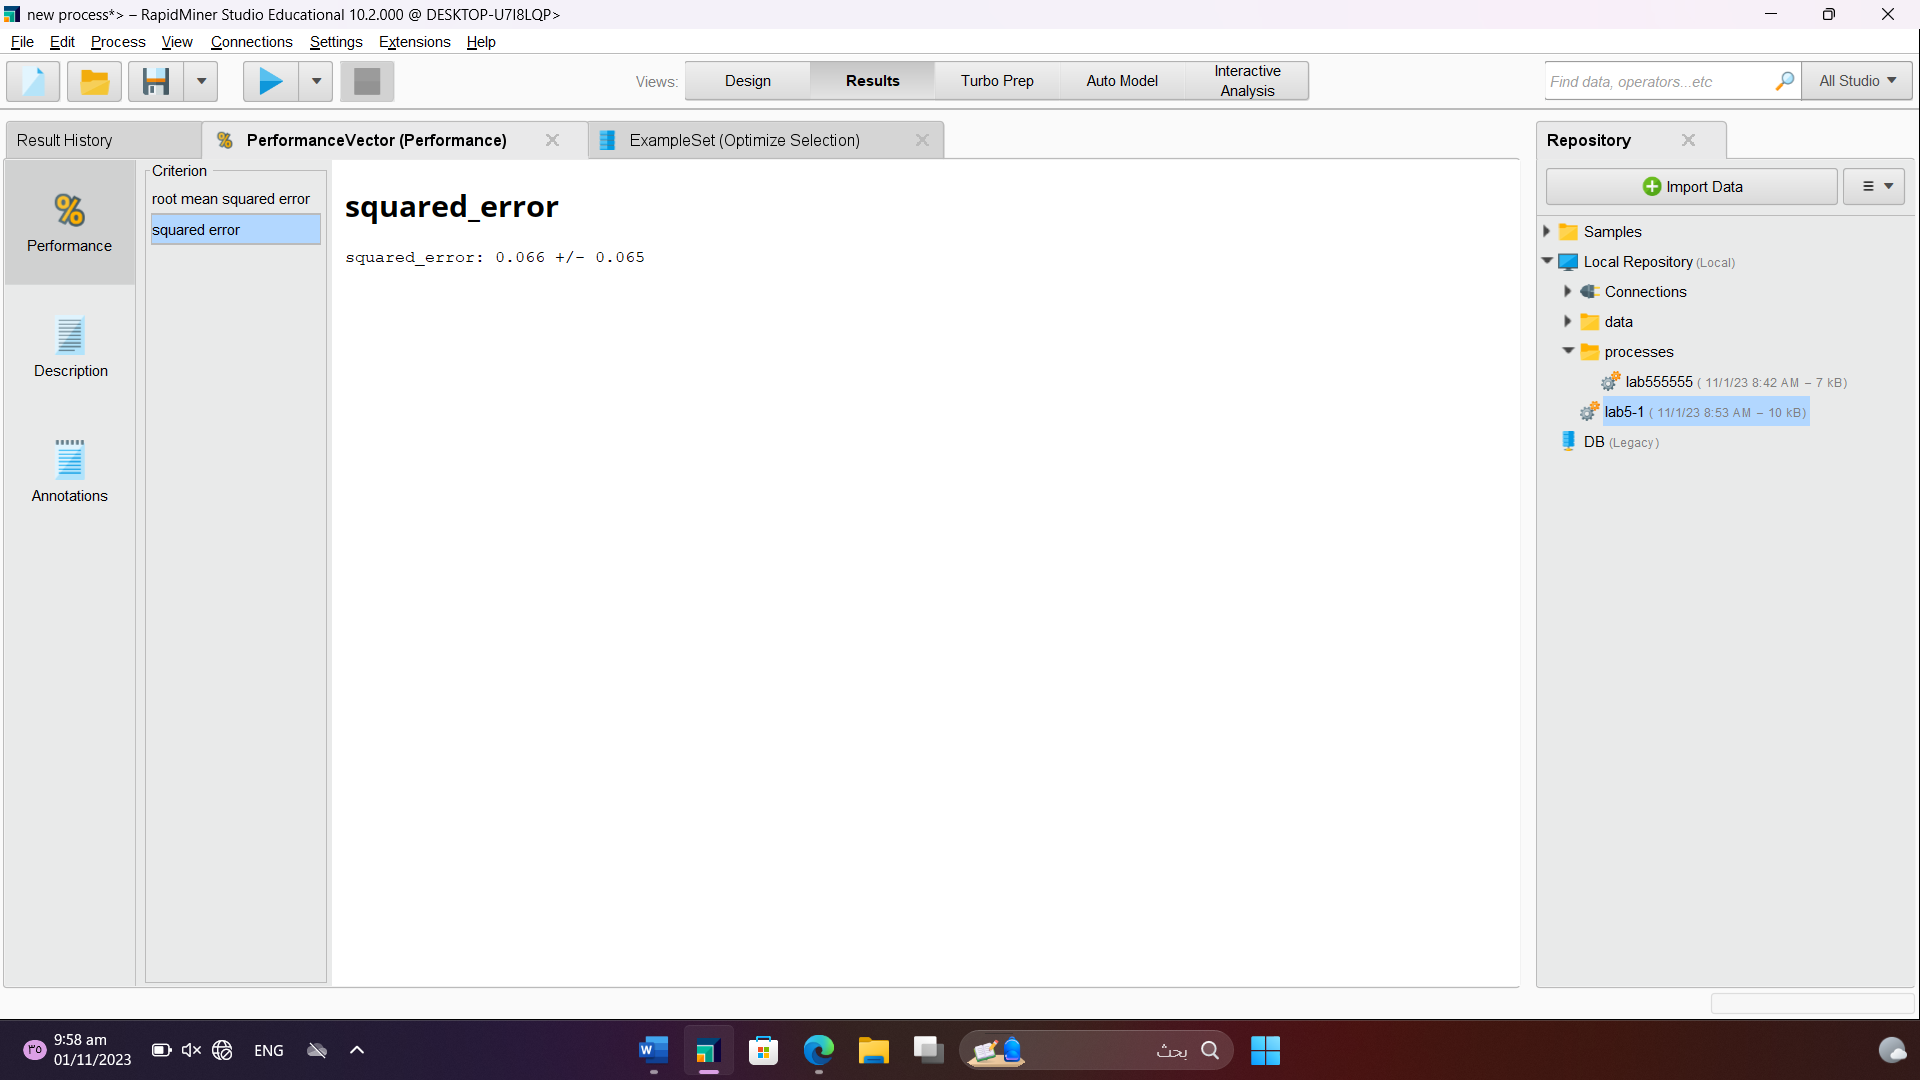 new process*> – RapidMiner Studio Educational 10.2.000 @ DESKTOP-U7I8LQP>
File Edit Process View Connections Settings Extensions Help
Views: Design Results Turbo Prep Auto Model Interactive Analysis
Find data, operators...etc
All Studio
Result History
PerformanceVector (Performance)
ExampleSet (Optimize Selection)
Repository
Performance
Description
Annotations
Criterion
root mean squared error
squared error
squared_error
squared_error: 0.066 +/- 0.065
Import Data
Samples
Local Repository (Local)
Connections
data
processes
lab555555 ( 11/1/23 8:42 AM – 7 kB)
lab5-1 ( 11/1/23 8:53 AM – 10 kB)
DB (Legacy)
٣٥
9:58 am
01/11/2023
ENG
بحث